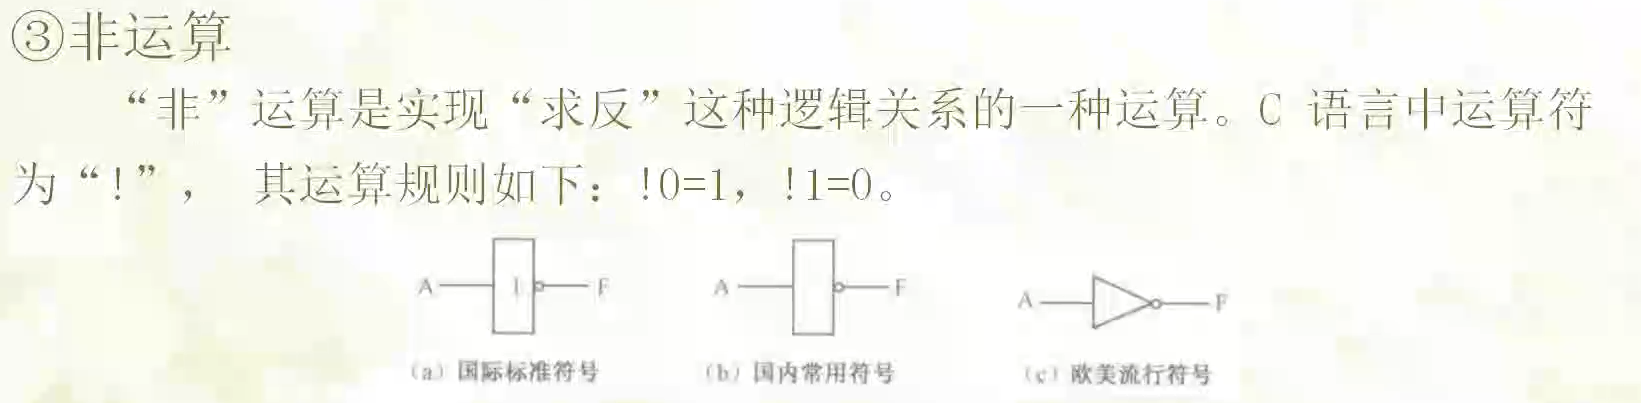 ③非运算
“非”运算是实现“求反”这种逻辑关系的一种运算。C 语言中运算符
为“!”, 其运算规则如下：!0=1，!1=0。
A 1 F A F A F
(a) 国际标准符号 (b) 国内常用符号 (c) 欧美流行符号